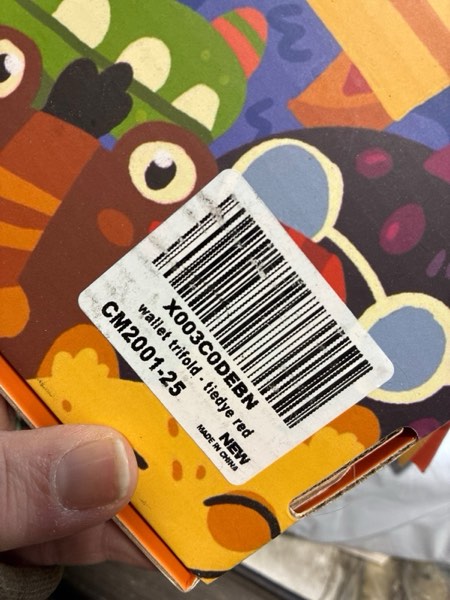 X003C0DEBN
wallet trifold - tiedye red
CM2001-25
NEW
MADE IN CHINA